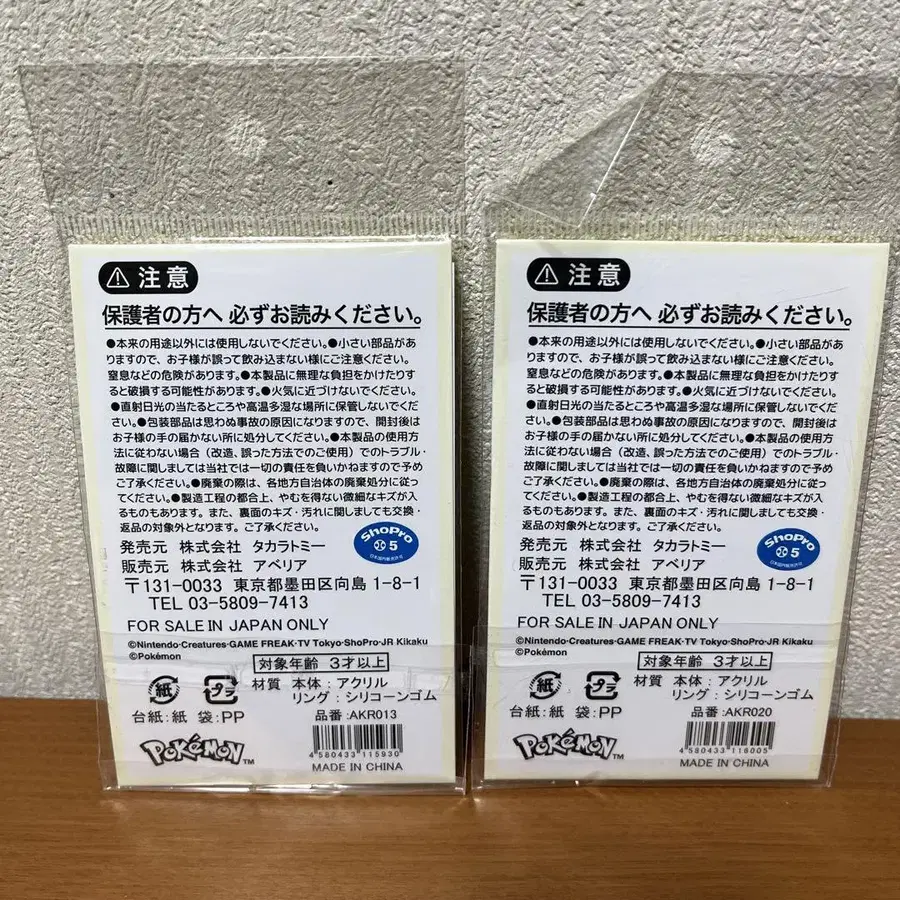 注意
保護者の方へ 必ずお読みください。
●本来の用途以外には使用しないでください。●小さい部品があ
りますので、お子様が誤って飲み込まない様にご注意ください。
窒息などの危険があります。●本製品に無理な負担をかけたりす
ると破損する可能性があります。●火気に近づけないでください。
●直射日光の当たるところや高温多湿な場所に保管しないでくだ
さい。●包装部品は思わぬ事故の原因になりますので、開封後は
お子様の手の届かない所に処分してください。●本製品の使用方
法に従わない場合（改造、誤った方法でのご使用）でのトラブル・
故障に関しましては当社では一切の責任を負いかねますので予め
ご了承ください。●廃棄の際は、各地方自治体の廃棄処分に従っ
てください。●製造工程の都合上、やむを得ない微細なキズが入
るものもあります。また、裏面のキズ・汚れに関しましても交換・
返品の対象外となります。ご了承ください。
ShoPro
5
日本国内販売許可
発売元 株式会社 タカラトミー
販売元 株式会社 アベリア
〒131-0033 東京都墨田区向島 1-8-1
TEL 03-5809-7413
FOR SALE IN JAPAN ONLY
©Nintendo・Creatures・GAME FREAK・TV Tokyo・ShoPro・JR Kikaku
©Pokémon
対象年齢 3才以上
紙
プラ
材質 本体：アクリル
リング：シリコーンゴム
台紙:紙 袋:PP
品番:AKR013
POKéMON™
4 580433 115930
MADE IN CHINA
注意
保護者の方へ 必ずお読みください。
●本来の用途以外には使用しないでください。●小さい部品があ
りますので、お子様が誤って飲み込まない様にご注意ください。
窒息などの危険があります。●本製品に無理な負担をかけたりす
ると破損する可能性があります。●火気に近づけないでください。
●直射日光の当たるところや高温多湿な場所に保管しないでくだ
さい。●包装部品は思わぬ事故の原因になりますので、開封後は
お子様の手の届かない所に処分してください。●本製品の使用方
法に従わない場合（改造、誤った方法でのご使用）でのトラブル・
故障に関しましては当社では一切の責任を負いかねますので予め
ご了承ください。●廃棄の際は、各地方自治体の廃棄処分に従っ
てください。●製造工程の都合上、やむを得ない微細なキズが入
るものもあります。また、裏面のキズ・汚れに関しましても交換・
返品の対象外となります。ご了承ください。
ShoPro
5
日本国内販売許可
発売元 株式会社 タカラトミー
販売元 株式会社 アベリア
〒131-0033 東京都墨田区向島 1-8-1
TEL 03-5809-7413
FOR SALE IN JAPAN ONLY
©Nintendo・Creatures・GAME FREAK・TV Tokyo・ShoPro・JR Kikaku
©Pokémon
対象年齢 3才以上
紙
プラ
材質 本体：アクリル
リング：シリコーンゴム
台紙:紙 袋:PP
品番:AKR020
POKéMON™
4 580433 116005
MADE IN CHINA